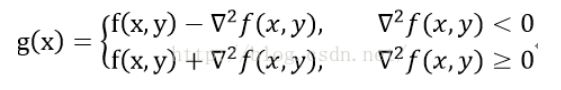 g(x) = {f(x,y) − ∇²f(x,y), ∇²f(x,y) < 0
f(x,y) + ∇²f(x,y), ∇²f(x,y) ≥ 0